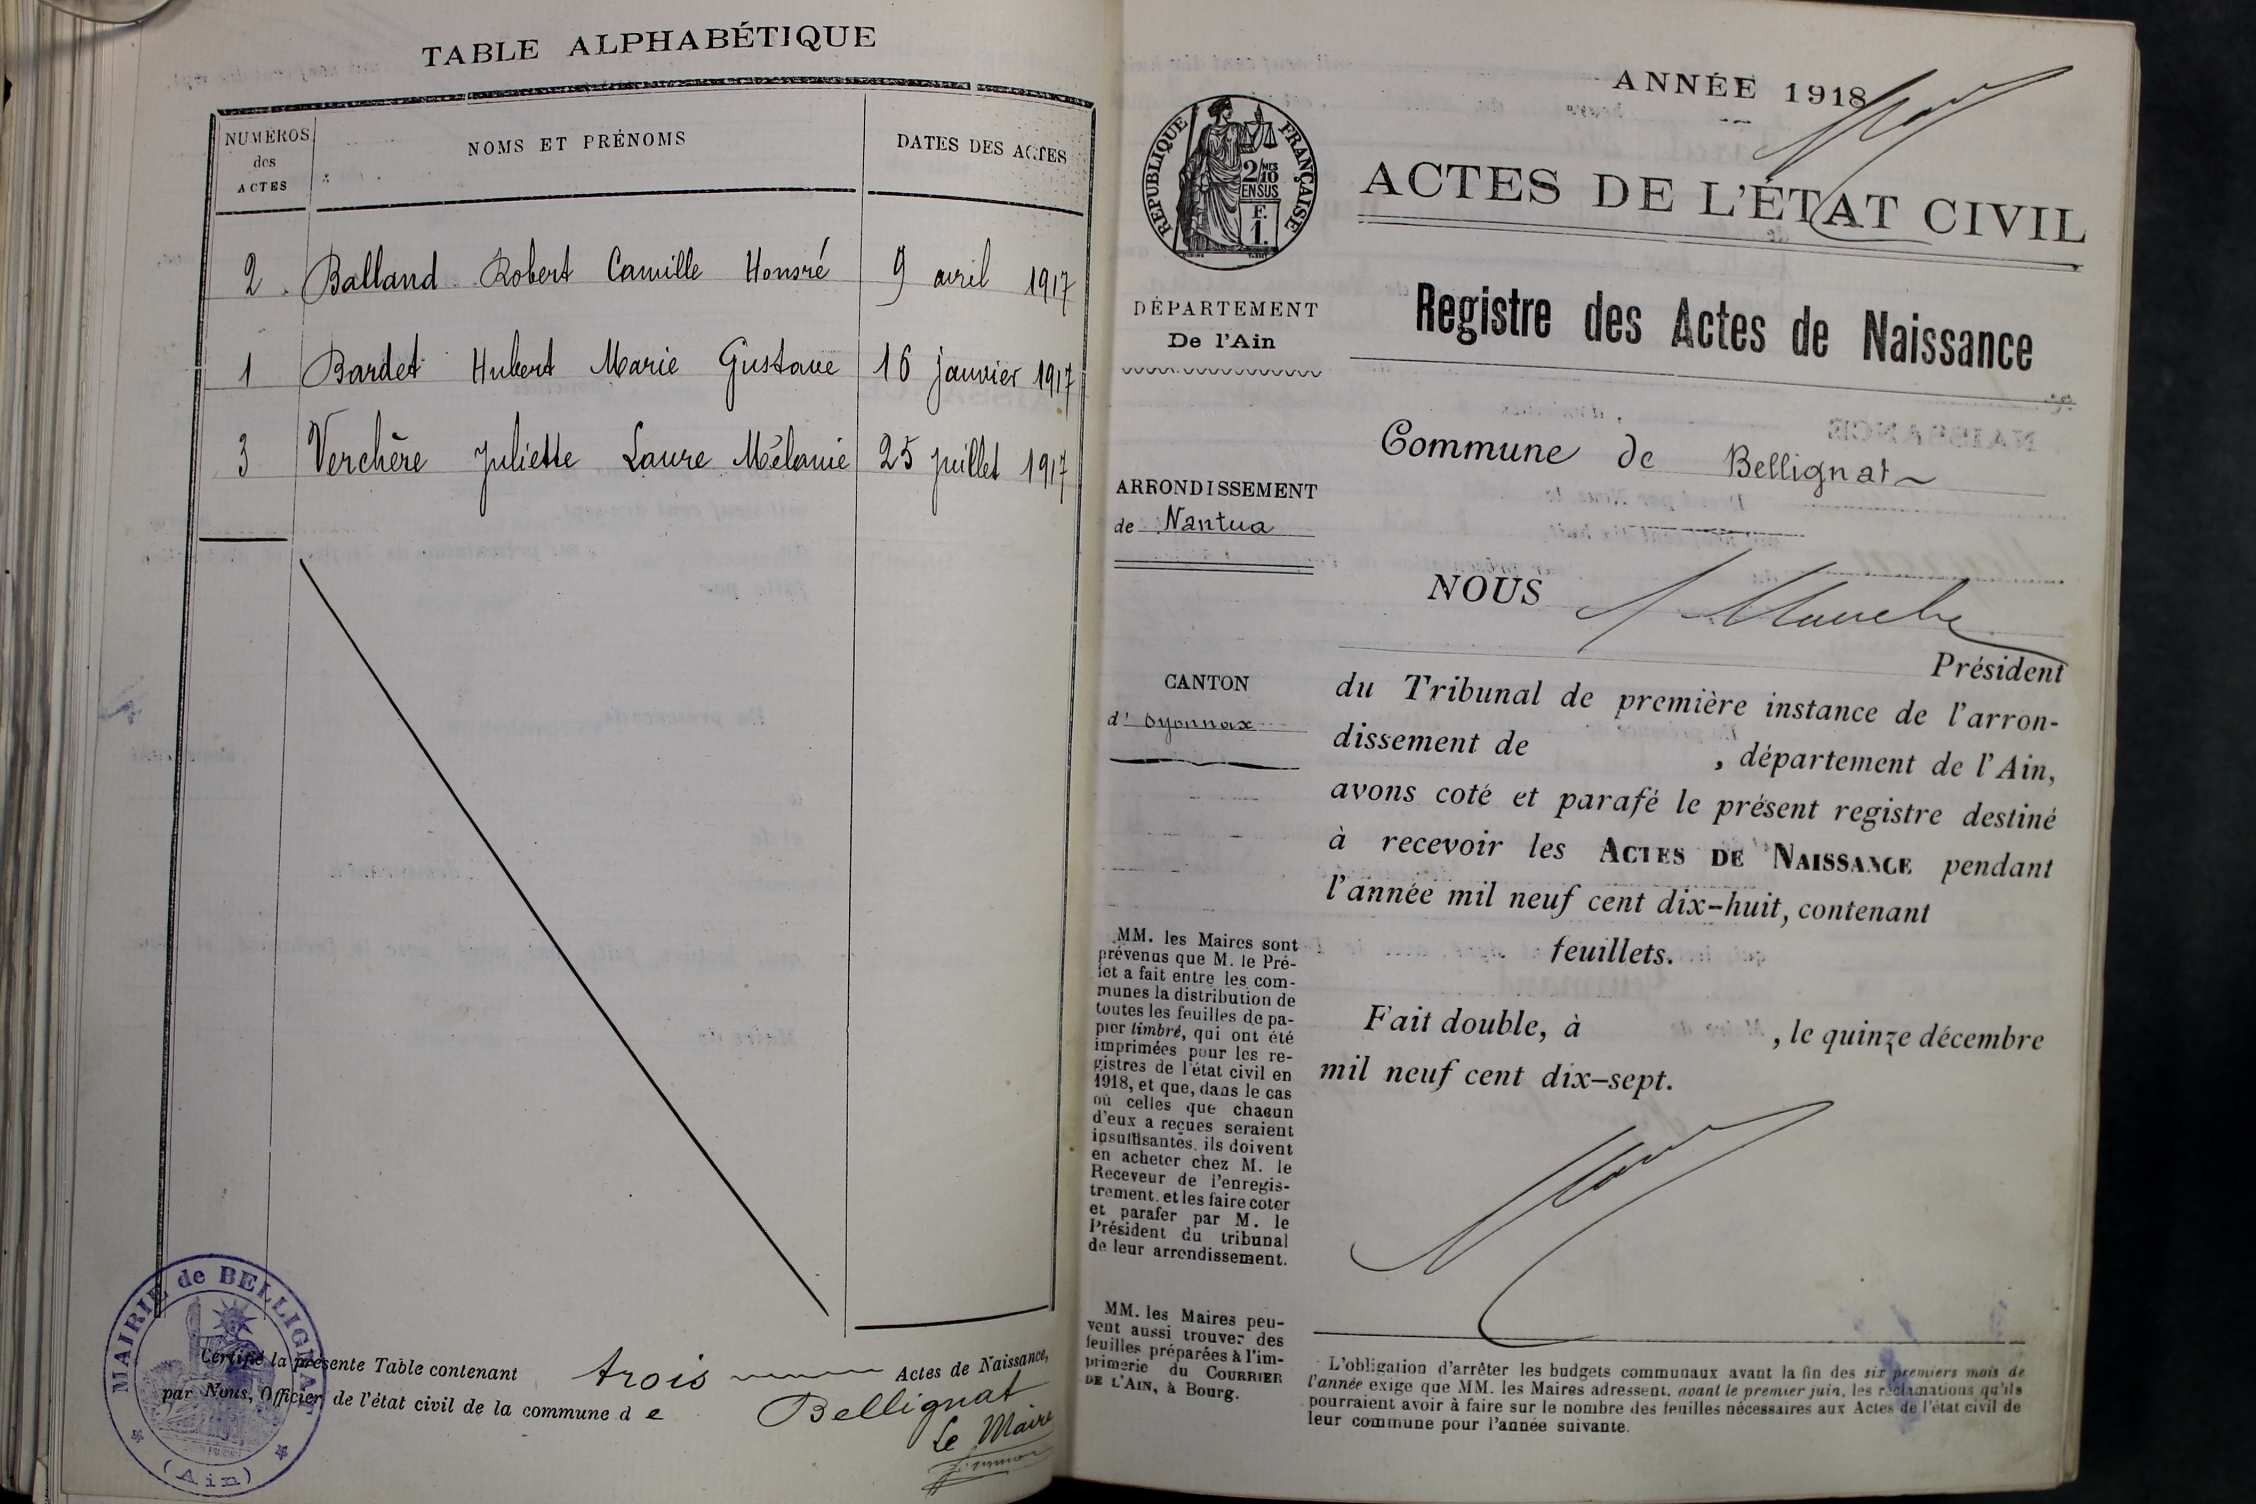 TABLE ALPHABÉTIQUE
NUMÉROS des ACTES
NOMS ET PRÉNOMS
DATES DES ACTES
2 Balland Robert Camille Honoré 9 avril 1917
1 Bardet Hubert Marie Gustave 16 janvier 1917
3 Verchère Juliette Laure Mélanie 25 juillet 1917
Certifié la présente Table contenant trois Actes de Naissance,
par Nous, Officier de l'état civil de la commune de Bellignat
Le Maire
MAIRIE de BELLIGNAT
(Ain)
ANNÉE 1918
RÉPUBLIQUE FRANÇAISE
2/10 MES
EN SUS
F.
1.
ACTES DE L'ÉTAT CIVIL
DÉPARTEMENT
De l'Ain
Registre des Actes de Naissance
Commune de Bellignat
ARRONDISSEMENT
de Nantua
NOUS
Président
CANTON
d'oyonnax
du Tribunal de première instance de l'arron-
dissement de , département de l'Ain,
avons coté et parafé le présent registre destiné
à recevoir les ACTES DE NAISSANCE pendant
l'année mil neuf cent dix-huit, contenant
feuillets.
Fait double, à , le quinze décembre
mil neuf cent dix-sept.
MM. les Maires sont
prévenus que M. le Pré-
fet a fait entre les com-
munes la distribution de
toutes les feuilles de pa-
pier timbré, qui ont été
imprimées pour les re-
gistres de l'état civil en
1918, et que, dans le cas
où celles que chacun
d'eux a reçues seraient
insuffisantes, ils doivent
en acheter chez M. le
Receveur de l'enregis-
trement, et les faire coter
et parafer par M. le
Président du tribunal
de leur arrondissement.
MM. les Maires peu-
vent aussi trouver des
feuilles préparées à l'im-
primerie du COURRIER
DE L'AIN, à Bourg.
L'obligation d'arrêter les budgets communaux avant la fin des six premiers mois de
l'année exige que MM. les Maires adressent, avant le premier juin, les réclamations qu'ils
pourraient avoir à faire sur le nombre des feuilles nécessaires aux Actes de l'état civil de
leur commune pour l'année suivante.